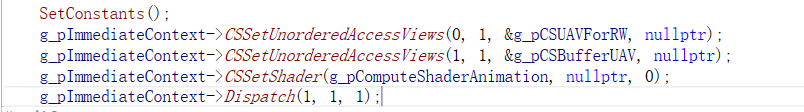 SetConstants();
g_pImmediateContext->CSSetUnorderedAccessViews(0, 1, &g_pCSUAVForRW, nullptr);
g_pImmediateContext->CSSetUnorderedAccessViews(1, 1, &g_pCSBufferUAV, nullptr);
g_pImmediateContext->CSSetShader(g_pComputeShaderAnimation, nullptr, 0);
g_pImmediateContext->Dispatch(1, 1, 1);